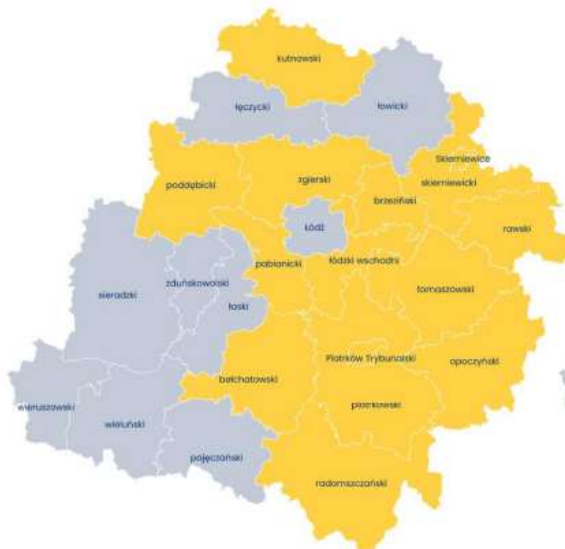 kutnowski
łęczycki
łowicki
Skierniewice
poddębicki
zgierski
skierniewicki
brzeziński
Łódź
rawski
pabianicki
łódzki wschodni
sieradzki
zduńskowolski
łaski
tomaszowski
Piotrków Trybunalski
opoczyński
bełchatowski
wieruszowski
wieluński
piotrkowski
pajęczański
radomszczański